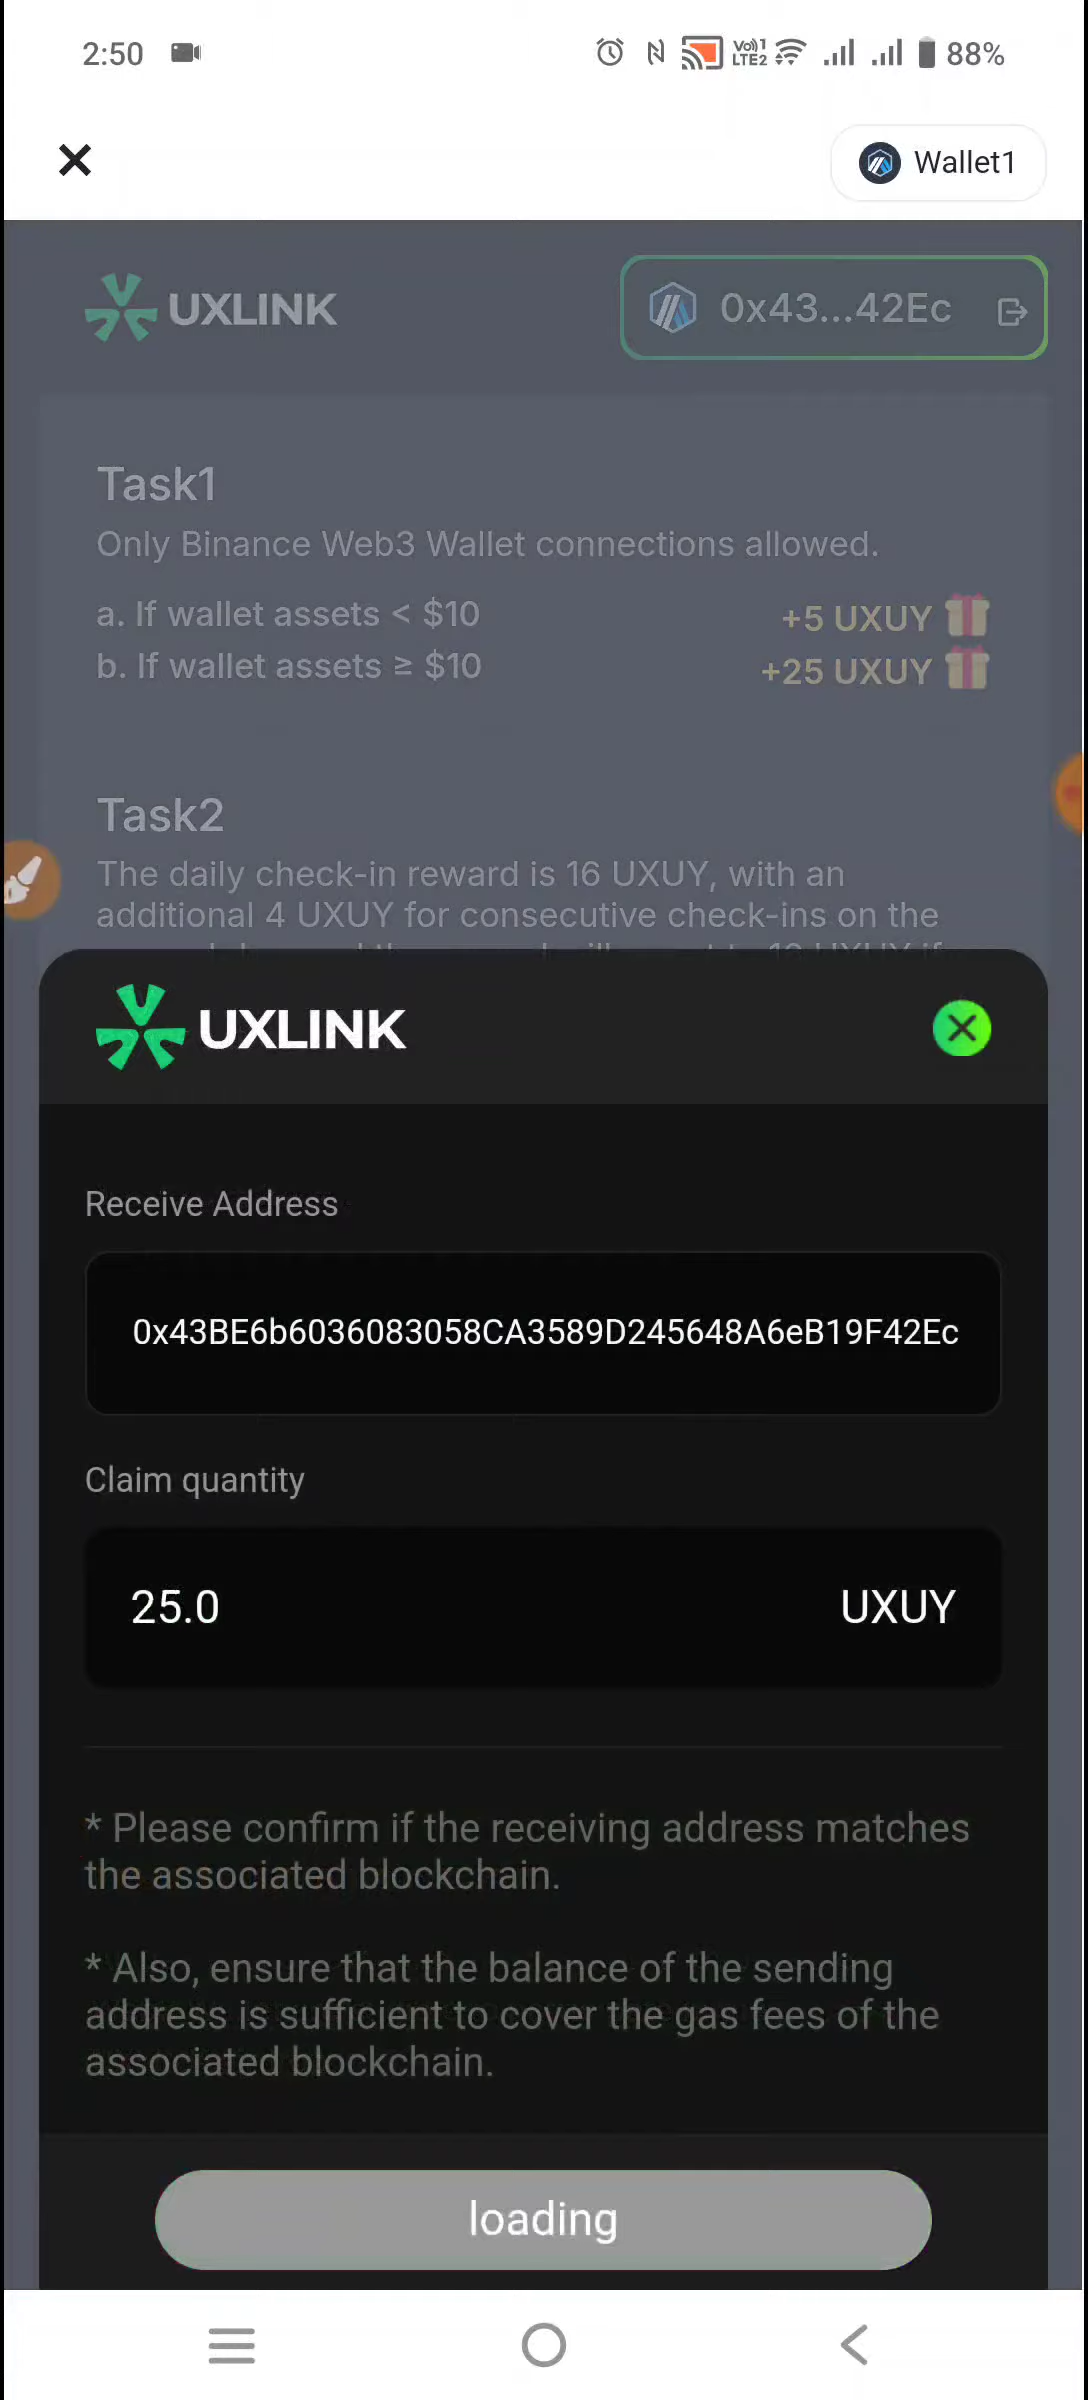 2:50
Vo)) 1
LTE2
88%
Wallet1
UXLINK
0x43...42Ec
Task1
Only Binance Web3 Wallet connections allowed.
a. If wallet assets < $10
+5 UXUY
b. If wallet assets ≥ $10
+25 UXUY
Task2
The daily check-in reward is 16 UXUY, with an
additional 4 UXUY for consecutive check-ins on the
UXLINK
Receive Address
0x43BE6b6036083058CA3589D245648A6eB19F42Ec
Claim quantity
25.0
UXUY
* Please confirm if the receiving address matches
the associated blockchain.
* Also, ensure that the balance of the sending
address is sufficient to cover the gas fees of the
associated blockchain.
loading